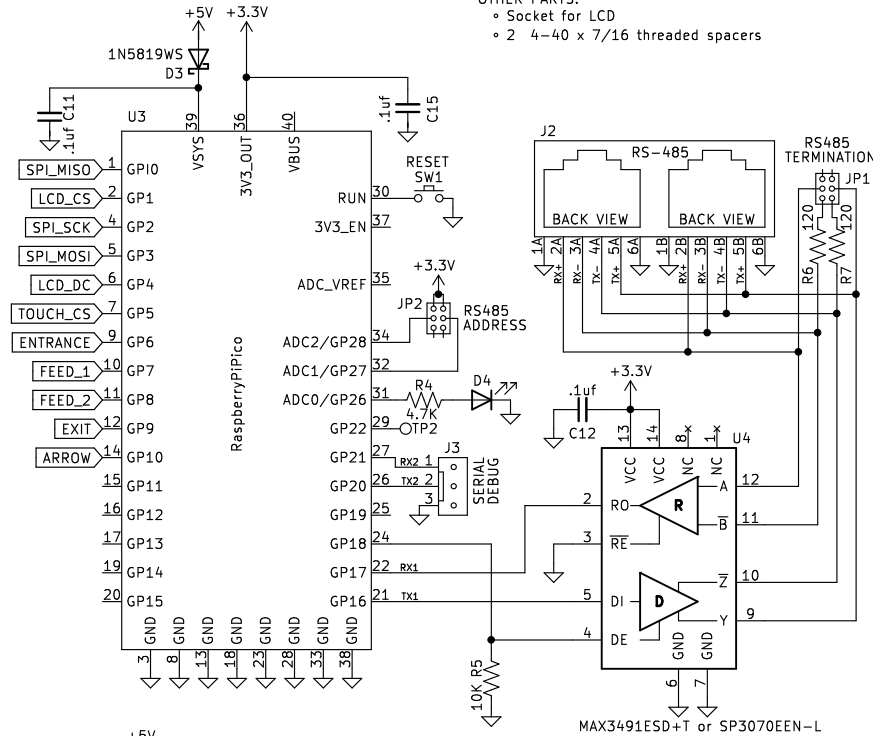 OTHER PARTS:
∘ Socket for LCD
∘ 2 4-40 x 7/16 threaded spacers
+5V
+3.3V
1N5819WS
D3
.1uf C11
.1uf
C15
U3
39
36
40
VSYS
3V3_OUT
VBUS
SPI_MISO 1 GPI0
LCD_CS 2 GP1
SPI_SCK 4 GP2
SPI_MOSI 5 GP3
LCD_DC 6 GP4
TOUCH_CS 7 GP5
ENTRANCE 9 GP6
FEED_1 10 GP7
FEED_2 11 GP8
EXIT 12 GP9
ARROW 14 GP10
15 GP11
16 GP12
17 GP13
19 GP14
20 GP15
RaspberryPiPico
RUN 30
3V3_EN 37
ADC_VREF 35
ADC2/GP28 34
ADC1/GP27 32
ADC0/GP26 31
GP22 29
GP21 27
GP20 26
GP19 25
GP18 24
GP17 22 RX1
GP16 21 TX1
GND GND GND GND GND GND GND GND
3 8 13 18 23 28 33 38
RESET
SW1
+3.3V
JP2
RS485
ADDRESS
R4
4.7K
D4
TP2
J3
RX2 1
TX2 2
3
SERIAL
DEBUG
10K R5
J2
RS-485
BACK VIEW
BACK VIEW
1A 2A 3A 4A 5A 6A 1B 2B 3B 4B 5B 6B
RX+ RX- TX- TX+ RX+ RX- TX- TX+
RS485
TERMINATION
JP1
120
120
R6
R7
+3.3V
.1uf
C12
13 14 8 1
U4
VCC VCC NC NC
2 RO
3 RE
5 DI
4 DE
R
D
A 12
B 11
Z 10
Y 9
GND GND
6 7
MAX3491ESD+T or SP3070EEN-L
+5V